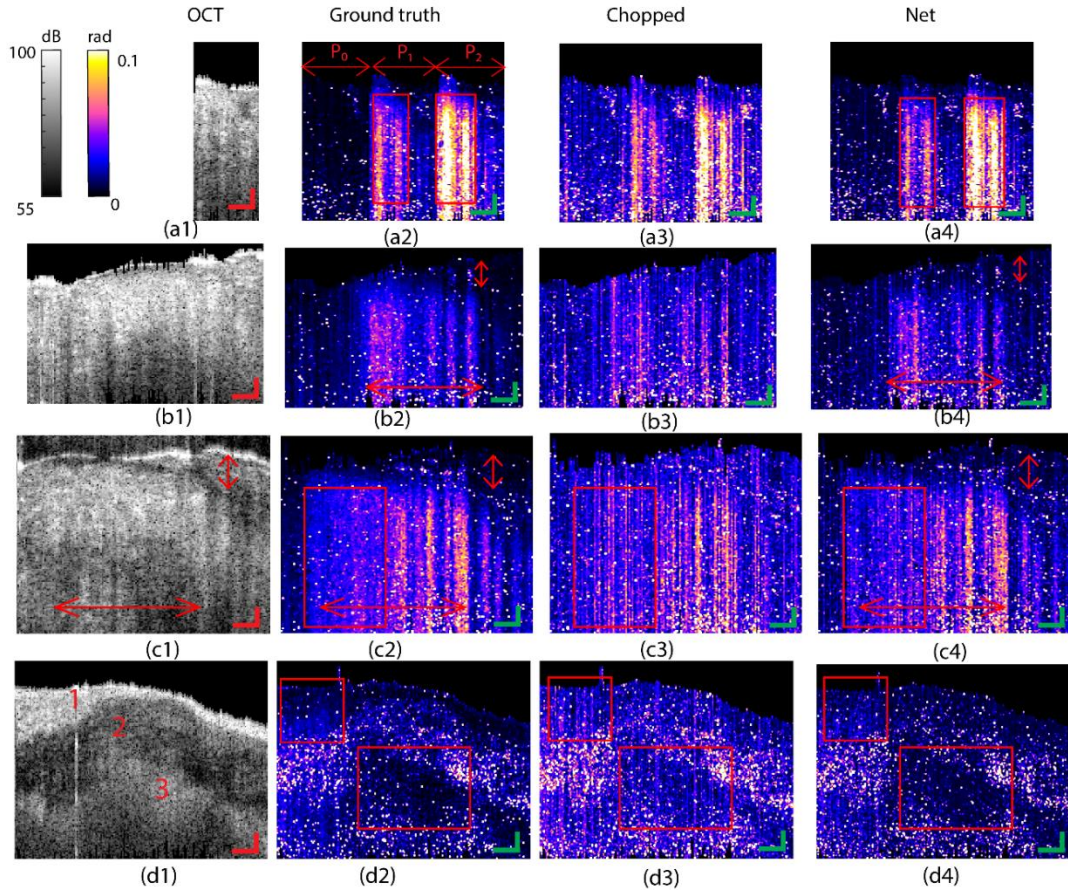 OCT Ground truth Chopped Net
dB rad
100 0.1
55 0
P₀ P₁ P₂
(a1) (a2) (a3) (a4)
(b1) (b2) (b3) (b4)
(c1) (c2) (c3) (c4)
1
2
3
(d1) (d2) (d3) (d4)